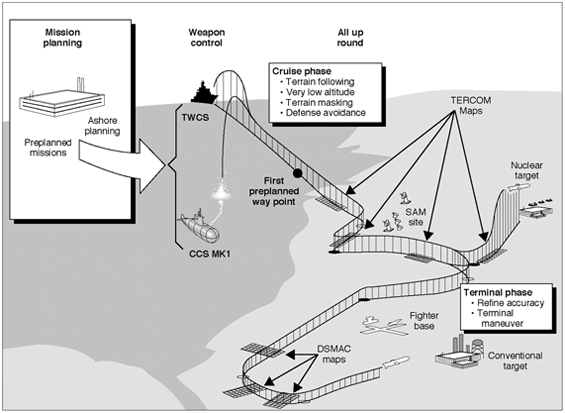 Mission
planning
Weapon
control
All up
round
Ashore
planning
Preplanned
missions
TWCS
CCS MK1
Cruise phase
• Terrain following
• Very low altitude
• Terrain masking
• Defense avoidance
First
preplanned
way point
TERCOM
Maps
SAM
site
Nuclear
target
Terminal phase
• Refine accuracy
• Terminal
maneuver
Fighter
base
DSMAC
maps
Conventional
target